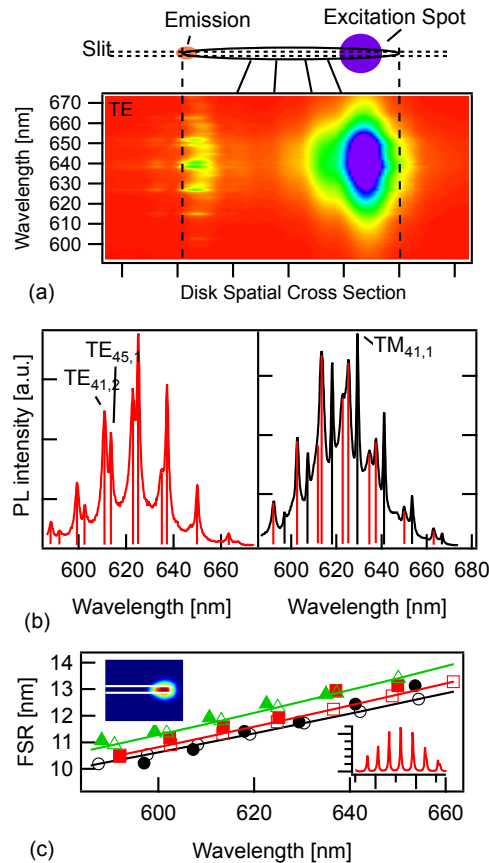 Emission
Excitation Spot
Slit
TE
Wavelength [nm]
670
660
650
640
630
620
610
600
(a)
Disk Spatial Cross Section
PL intensity [a.u.]
TE45,1
TE41,2
TM41,1
600
620
640
660
600
620
640
660
680
Wavelength [nm]
Wavelength [nm]
(b)
FSR [nm]
14
13
12
11
10
600
620
640
660
(c)
Wavelength [nm]